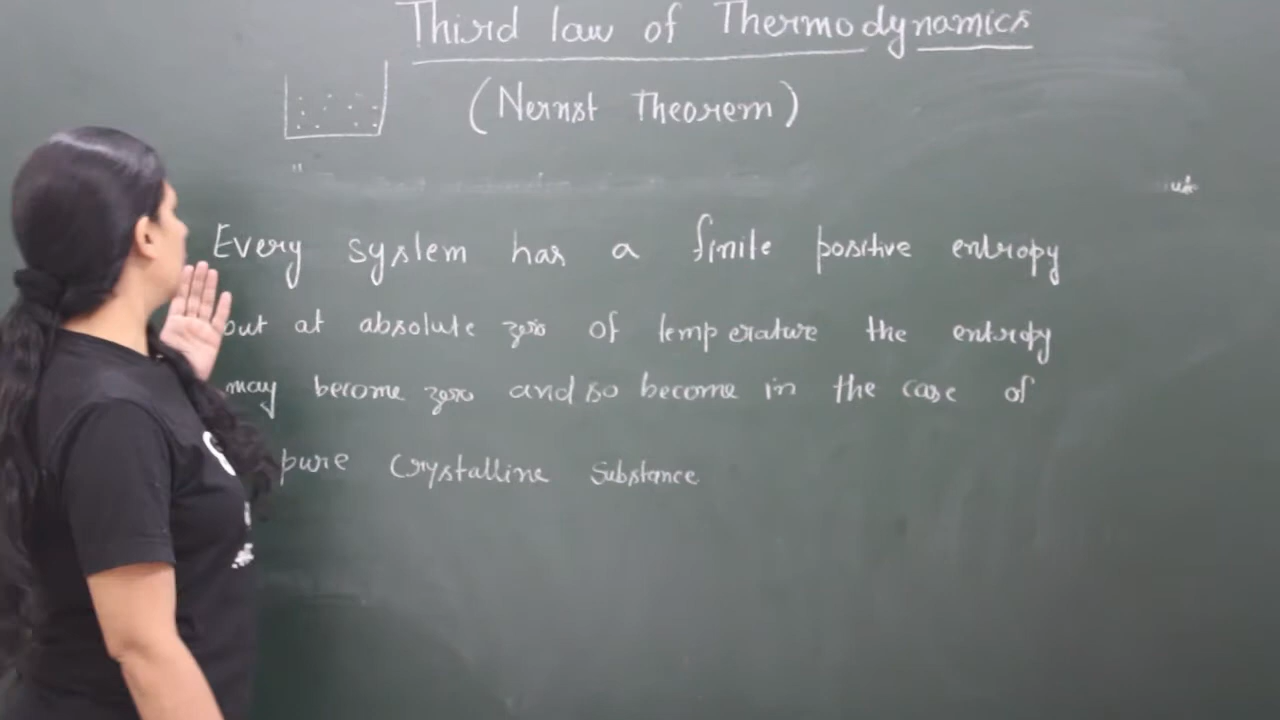 Third law of Thermodynamics
(Nernst Theorem)
Every system has a finite positive entropy
but at absolute zero of temperature the entropy
may become zero and so become in the case of
pure Crystalline Substance